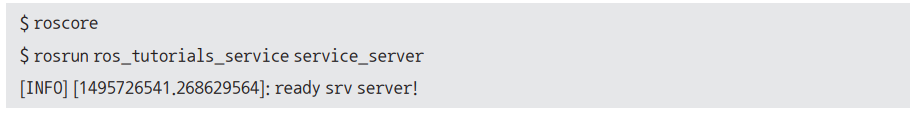 $ roscore
$ rosrun ros_tutorials_service service_server
[INFO] [1495726541.268629564]: ready srv server!